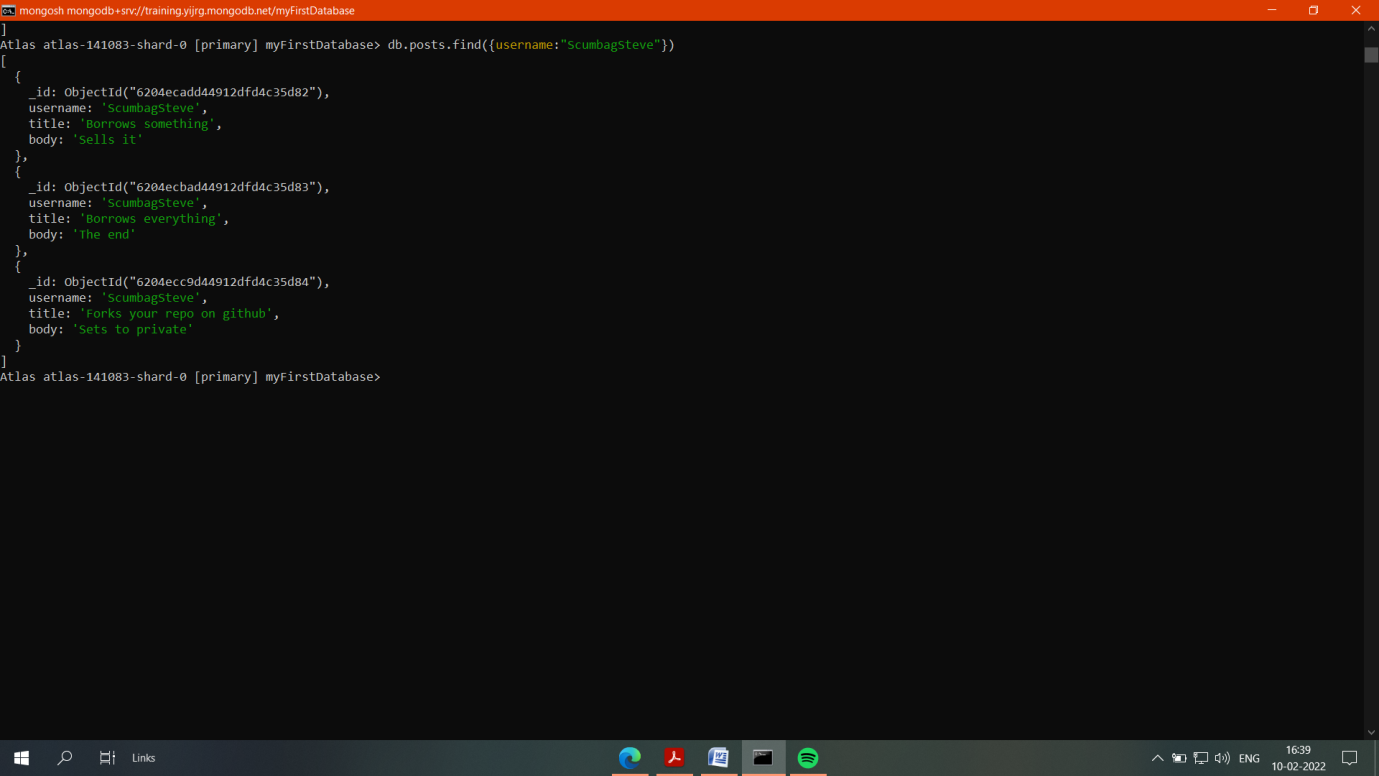 mongosh mongodb+srv://training.yijrg.mongodb.net/myFirstDatabase
]
Atlas atlas-141083-shard-0 [primary] myFirstDatabase> db.posts.find({username:"ScumbagSteve"})
[
  {
    _id: ObjectId("6204ecadd44912dfd4c35d82"),
    username: 'ScumbagSteve',
    title: 'Borrows something',
    body: 'Sells it'
  },
  {
    _id: ObjectId("6204ecbad44912dfd4c35d83"),
    username: 'ScumbagSteve',
    title: 'Borrows everything',
    body: 'The end'
  },
  {
    _id: ObjectId("6204ecc9d44912dfd4c35d84"),
    username: 'ScumbagSteve',
    title: 'Forks your repo on github',
    body: 'Sets to private'
  }
]
Atlas atlas-141083-shard-0 [primary] myFirstDatabase>
Links
ENG
16:39
10-02-2022